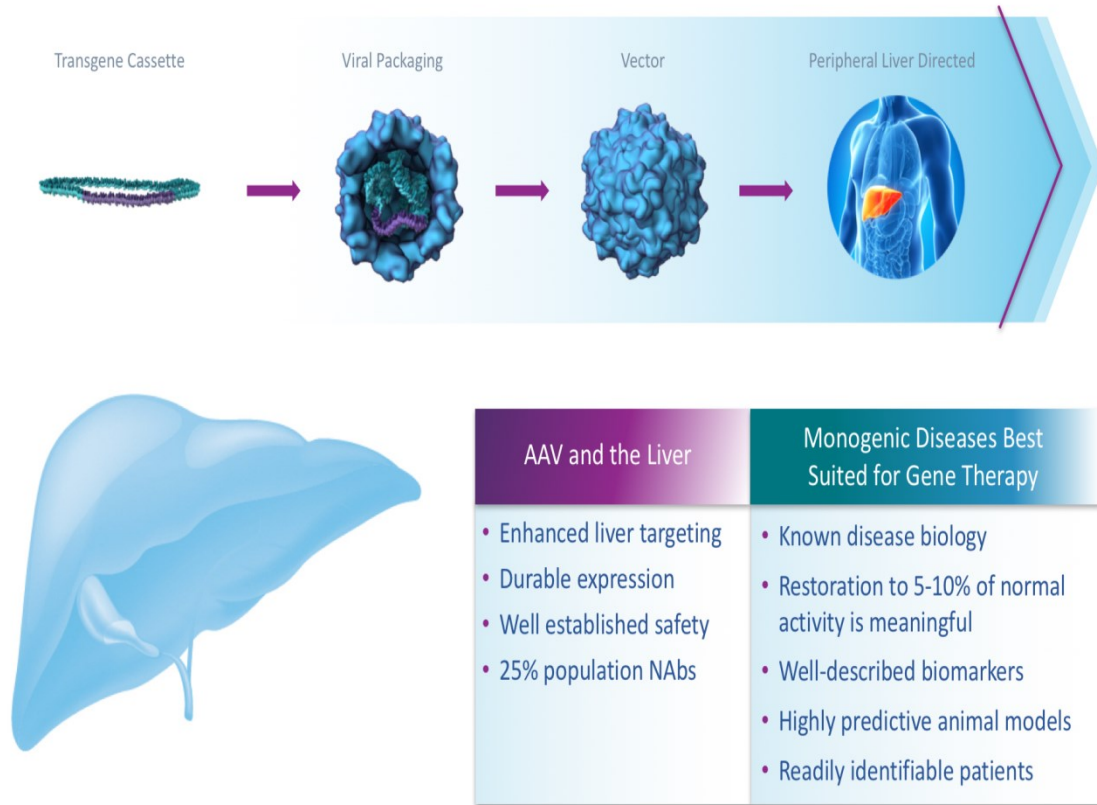 Transgene Cassette
Viral Packaging
Vector
Peripheral Liver Directed
AAV and the Liver
• Enhanced liver targeting
• Durable expression
• Well established safety
• 25% population NAbs
Monogenic Diseases Best
Suited for Gene Therapy
• Known disease biology
• Restoration to 5-10% of normal
activity is meaningful
• Well-described biomarkers
• Highly predictive animal models
• Readily identifiable patients